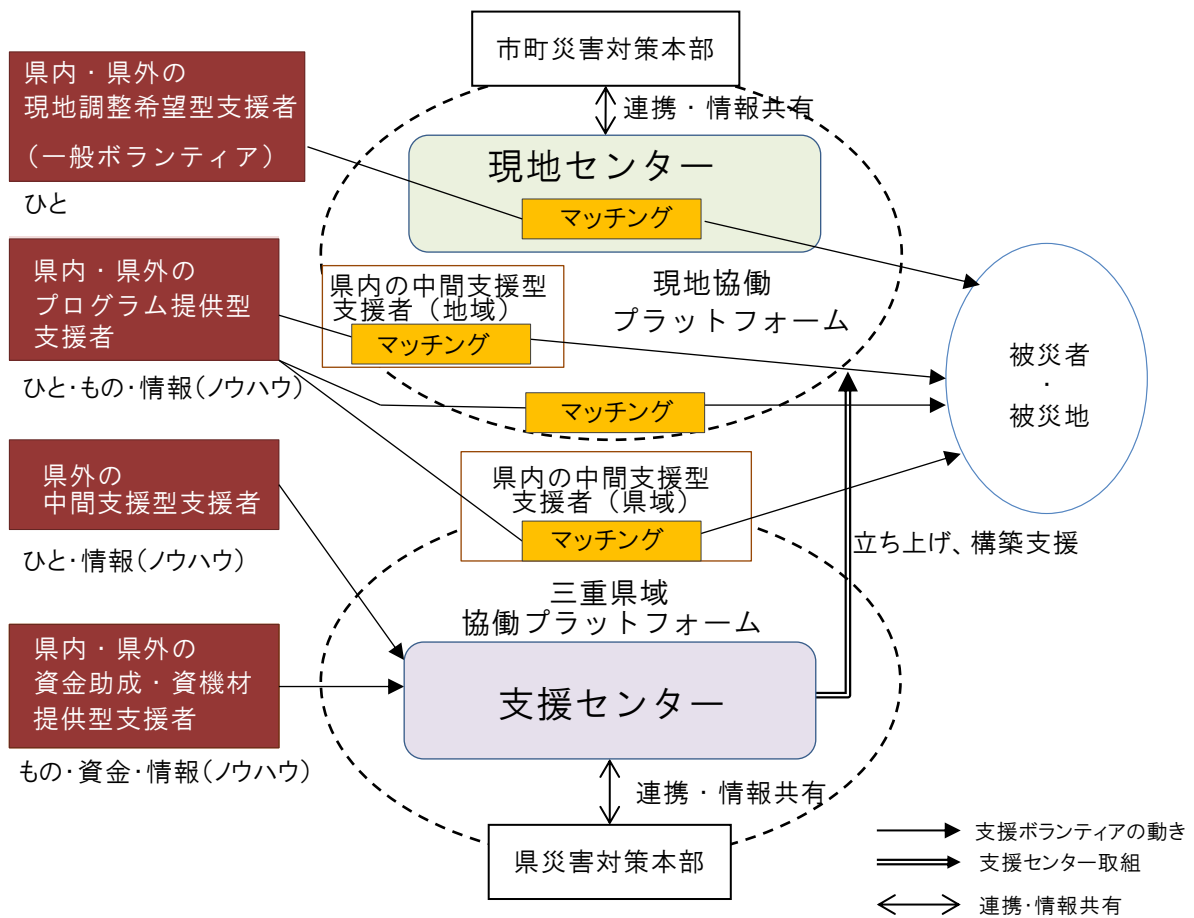 市町災害対策本部
連携・情報共有
県内・県外の
現地調整希望型支援者
（一般ボランティア）
ひと
現地センター
マッチング
県内・県外の
プログラム提供型
支援者
ひと・もの・情報（ノウハウ）
県内の中間支援型
支援者（地域）
マッチング
現地協働
プラットフォーム
マッチング
被災者
・
被災地
県外の
中間支援型支援者
ひと・情報（ノウハウ）
県内の中間支援型
支援者（県域）
マッチング
立ち上げ、構築支援
三重県域
協働プラットフォーム
県内・県外の
資金助成・資機材
提供型支援者
もの・資金・情報（ノウハウ）
支援センター
連携・情報共有
県災害対策本部
支援ボランティアの動き
支援センター取組
連携・情報共有